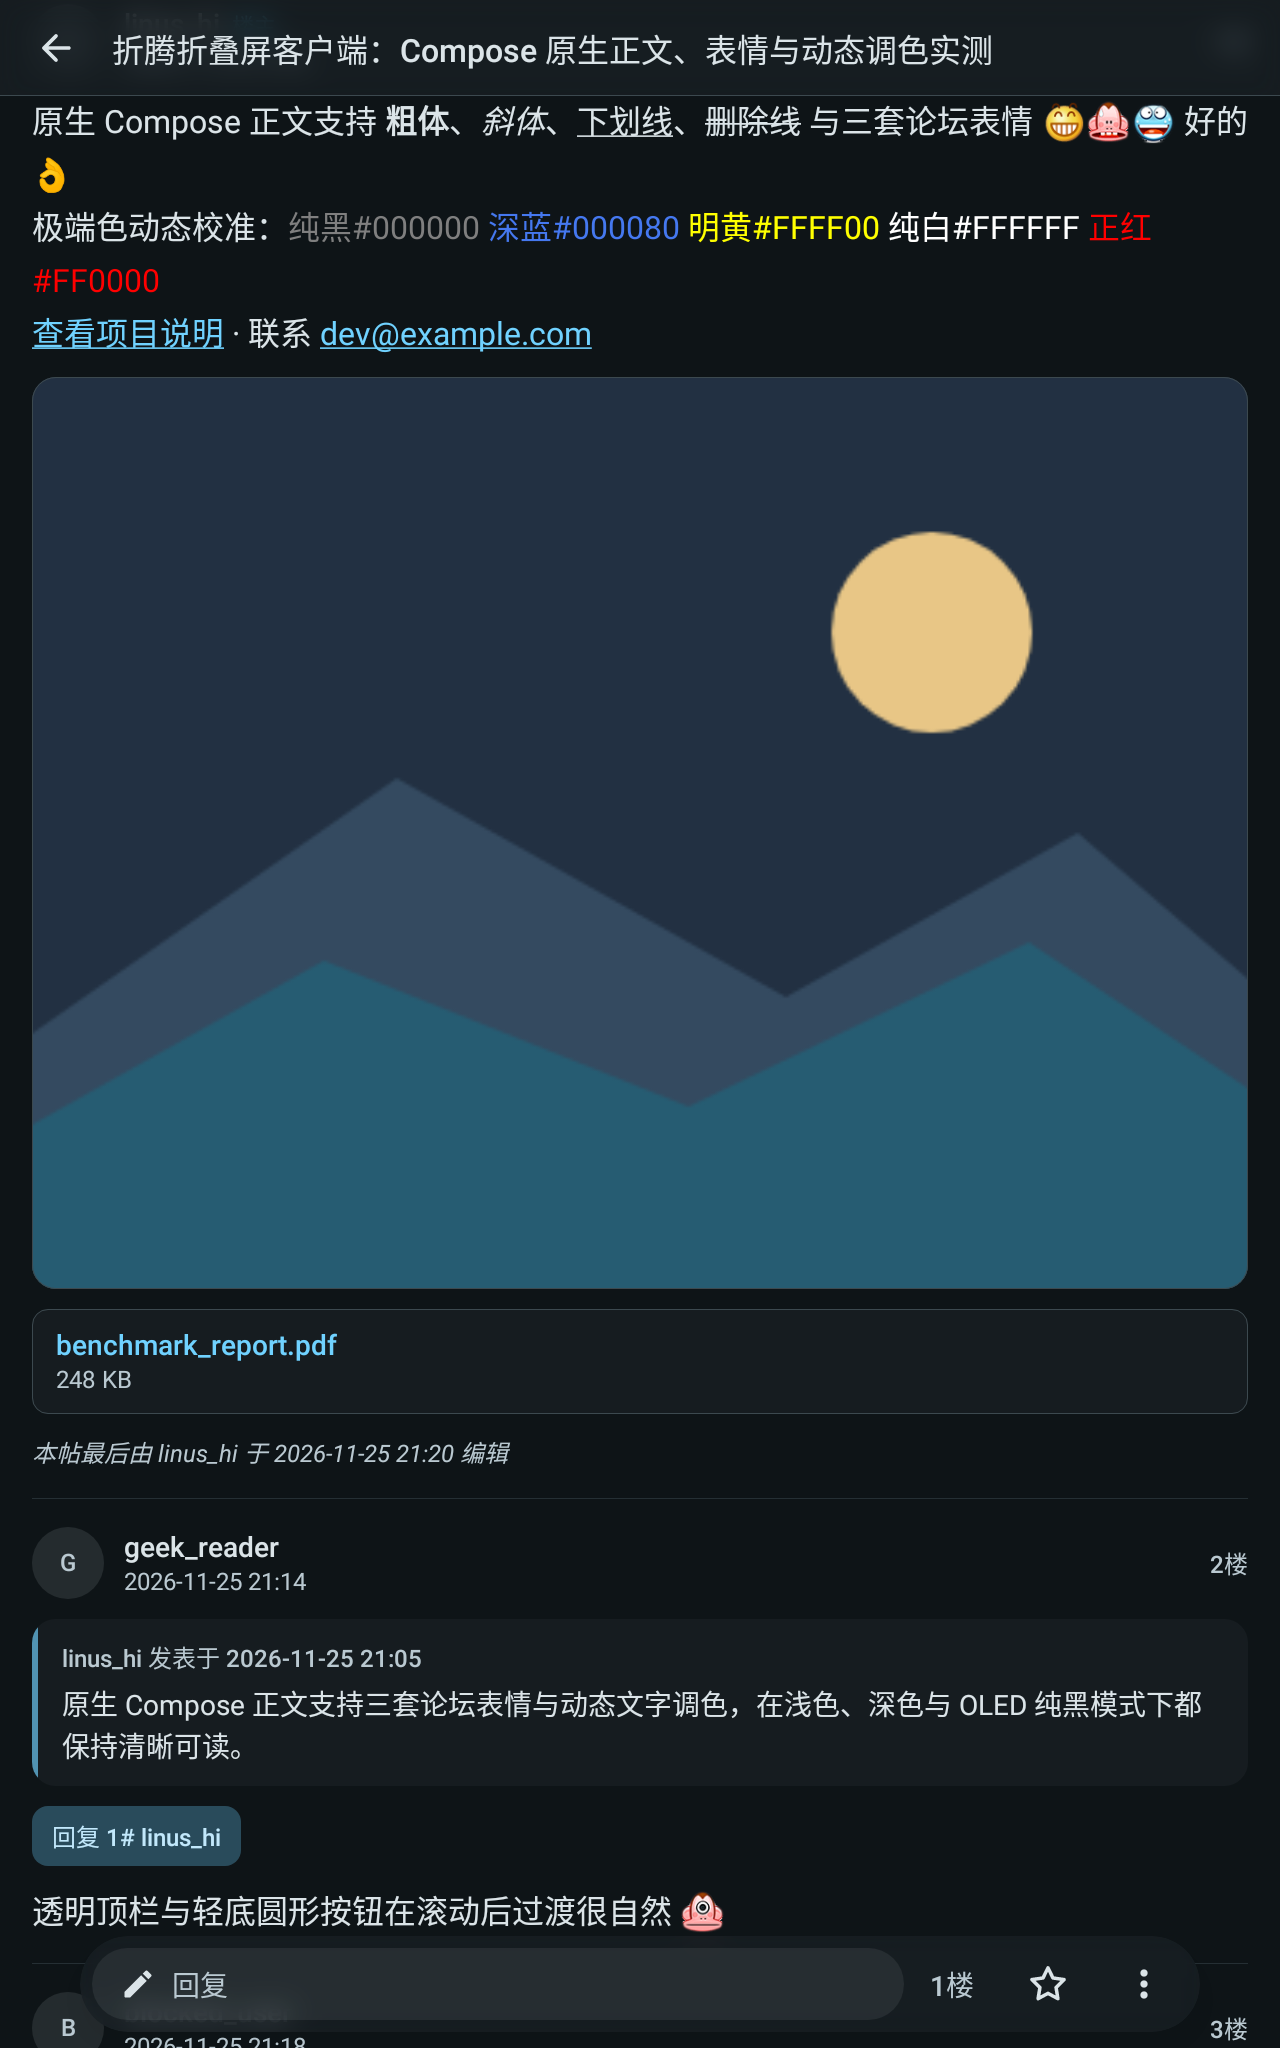 折腾折叠屏客户端：Compose 原生正文、表情与动态调色实测
原生 Compose 正文支持 粗体、斜体、下划线、删除线 与三套论坛表情 😁 好的
👌
极端色动态校准：纯黑#000000 深蓝#000080 明黄#FFFF00 纯白#FFFFFF 正红
#FF0000
查看项目说明 · 联系 dev@example.com
benchmark_report.pdf
248 KB
本帖最后由 linus_hi 于 2026-11-25 21:20 编辑
G
geek_reader
2026-11-25 21:14
2楼
linus_hi 发表于 2026-11-25 21:05
原生 Compose 正文支持三套论坛表情与动态文字调色，在浅色、深色与 OLED 纯黑模式下都
保持清晰可读。
回复 1# linus_hi
透明顶栏与轻底圆形按钮在滚动后过渡很自然
回复
1楼
B
2026-11-25 21:18
3楼